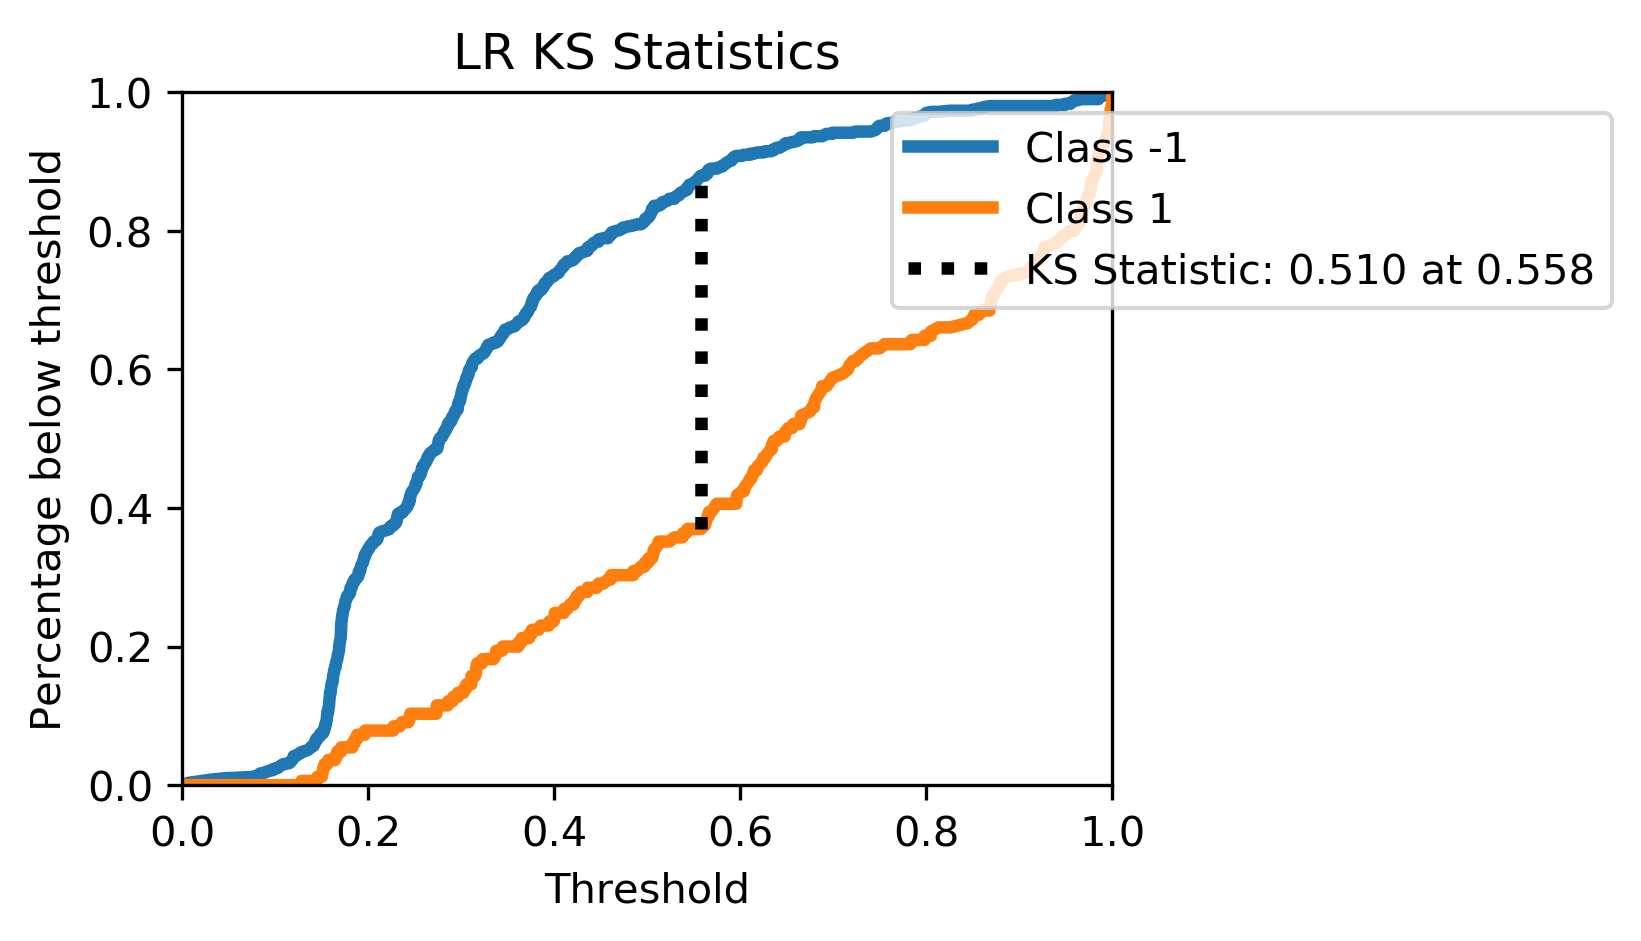 LR KS Statistics
Percentage below threshold
1.0
0.8
0.6
0.4
0.2
0.0
Class -1
Class 1
KS Statistic: 0.510 at 0.558
0.0 0.2 0.4 0.6 0.8 1.0
Threshold